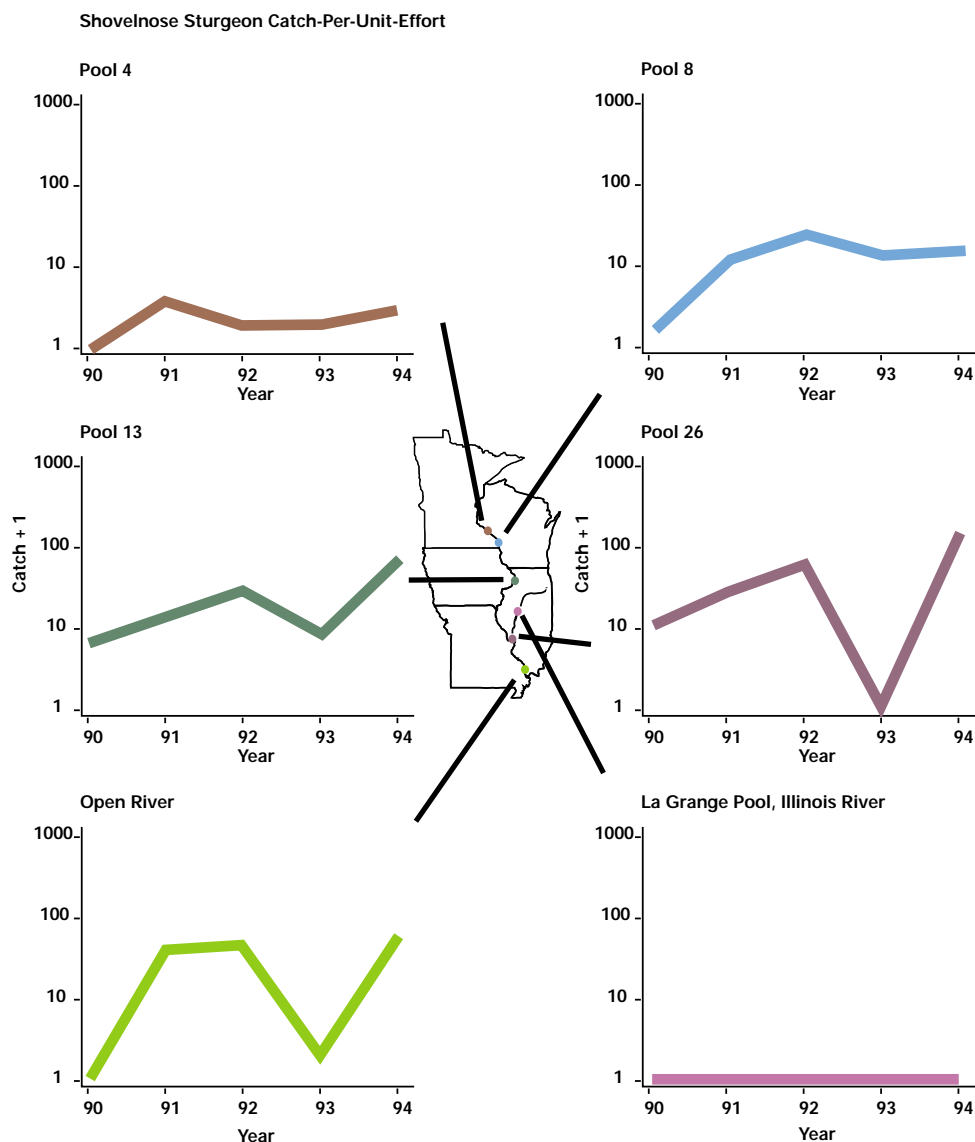 Shovelnose Sturgeon Catch-Per-Unit-Effort
Pool 4
1000
100
10
1
90 91 92 93 94
Year
Pool 8
1000
100
10
1
90 91 92 93 94
Year
Pool 13
Catch + 1
1000
100
10
1
90 91 92 93 94
Year
Pool 26
Catch + 1
1000
100
10
1
90 91 92 93 94
Year
Open River
1000
100
10
1
90 91 92 93 94
Year
La Grange Pool, Illinois River
1000
100
10
1
90 91 92 93 94
Year